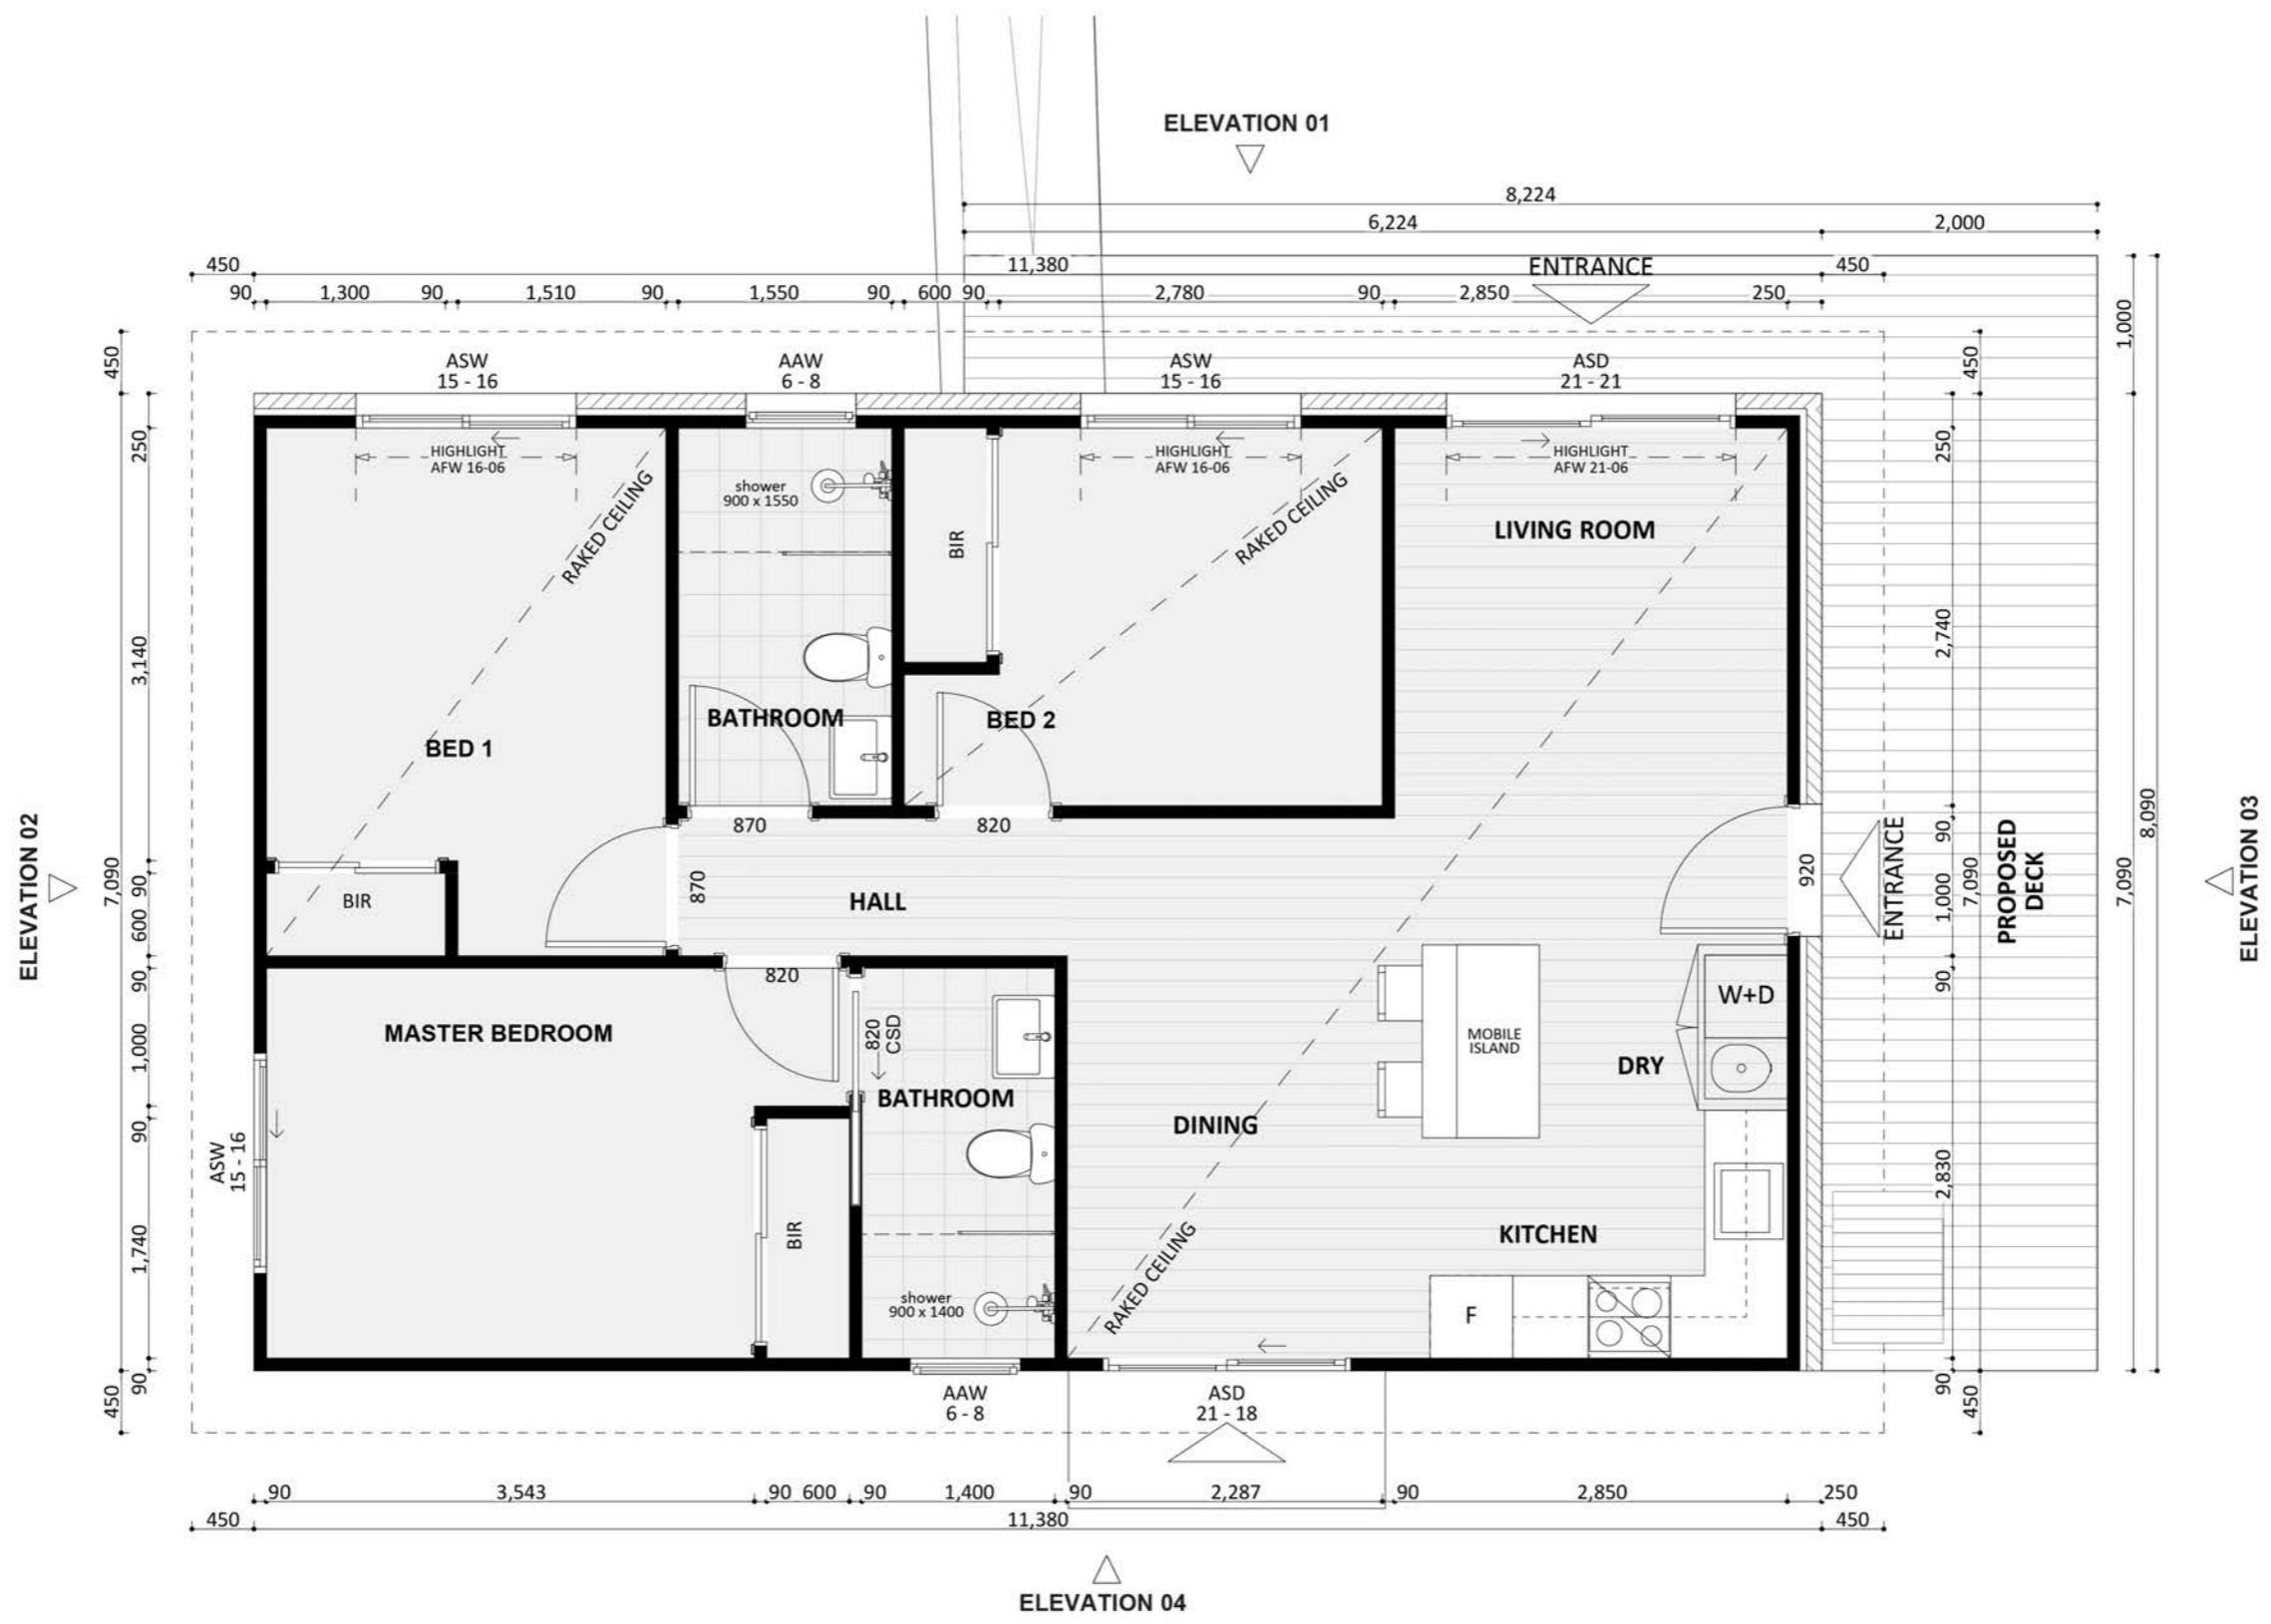 ELEVATION 01
8,224
6,224
2,000
450
11,380
ENTRANCE
450
90
1,300
90
1,510
90
1,550
90
600
90
2,780
90
2,850
250
ASW
15 - 16
AAW
6 - 8
ASW
15 - 16
ASD
21 - 21
HIGHLIGHT
AFW 16-06
HIGHLIGHT
AFW 16-06
HIGHLIGHT
AFW 21-06
shower
900 x 1550
RAKED CEILING
RAKED CEILING
LIVING ROOM
BIR
BATHROOM
BED 2
BED 1
870
820
BIR
870
HALL
820
MASTER BEDROOM
820
CSD
BATHROOM
BIR
shower
900 x 1400
DINING
RAKED CEILING
MOBILE
ISLAND
W+D
DRY
KITCHEN
F
920
ENTRANCE
PROPOSED
DECK
ELEVATION 02
450
7,090
450
250
3,140
90
600
90
1,000
90
1,740
90
ASW
15 - 16
450
7,090
450
250
2,740
90
1,000
90
2,830
90
1,000
7,090
8,090
ELEVATION 03
AAW
6 - 8
ASD
21 - 18
90
3,543
90
600
90
1,400
90
2,287
90
2,850
250
450
11,380
450
ELEVATION 04